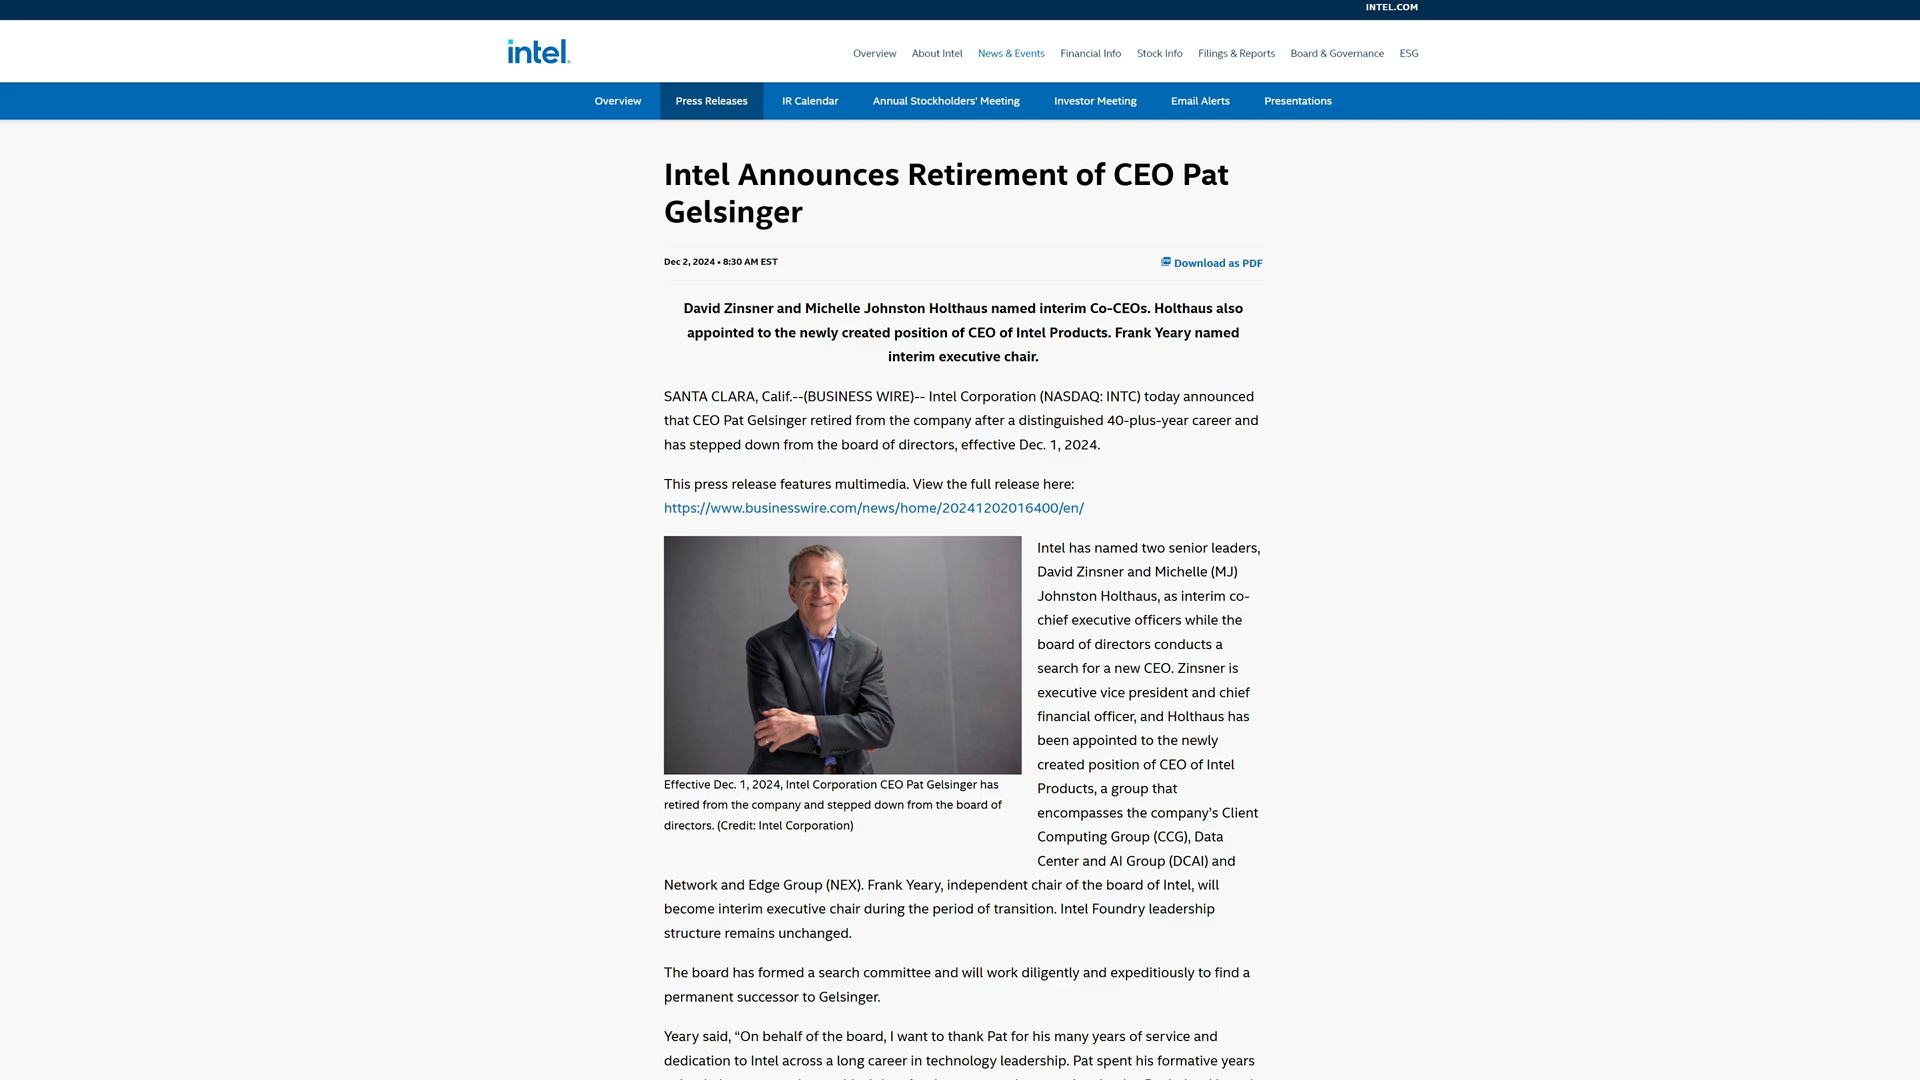 INTEL.COM
intel.
Overview About Intel News & Events Financial Info Stock Info Filings & Reports Board & Governance ESG
Overview Press Releases IR Calendar Annual Stockholders' Meeting Investor Meeting Email Alerts Presentations
Intel Announces Retirement of CEO Pat
Gelsinger
Dec 2, 2024 • 8:30 AM EST
Download as PDF
David Zinsner and Michelle Johnston Holthaus named interim Co-CEOs. Holthaus also
appointed to the newly created position of CEO of Intel Products. Frank Yeary named
interim executive chair.
SANTA CLARA, Calif.--(BUSINESS WIRE)-- Intel Corporation (NASDAQ: INTC) today announced
that CEO Pat Gelsinger retired from the company after a distinguished 40-plus-year career and
has stepped down from the board of directors, effective Dec. 1, 2024.
This press release features multimedia. View the full release here:
https://www.businesswire.com/news/home/20241202016400/en/
Effective Dec. 1, 2024, Intel Corporation CEO Pat Gelsinger has
retired from the company and stepped down from the board of
directors. (Credit: Intel Corporation)
Intel has named two senior leaders,
David Zinsner and Michelle (MJ)
Johnston Holthaus, as interim co-
chief executive officers while the
board of directors conducts a
search for a new CEO. Zinsner is
executive vice president and chief
financial officer, and Holthaus has
been appointed to the newly
created position of CEO of Intel
Products, a group that
encompasses the company's Client
Computing Group (CCG), Data
Center and AI Group (DCAI) and
Network and Edge Group (NEX). Frank Yeary, independent chair of the board of Intel, will
become interim executive chair during the period of transition. Intel Foundry leadership
structure remains unchanged.
The board has formed a search committee and will work diligently and expeditiously to find a
permanent successor to Gelsinger.
Yeary said, “On behalf of the board, I want to thank Pat for his many years of service and
dedication to Intel across a long career in technology leadership. Pat spent his formative years